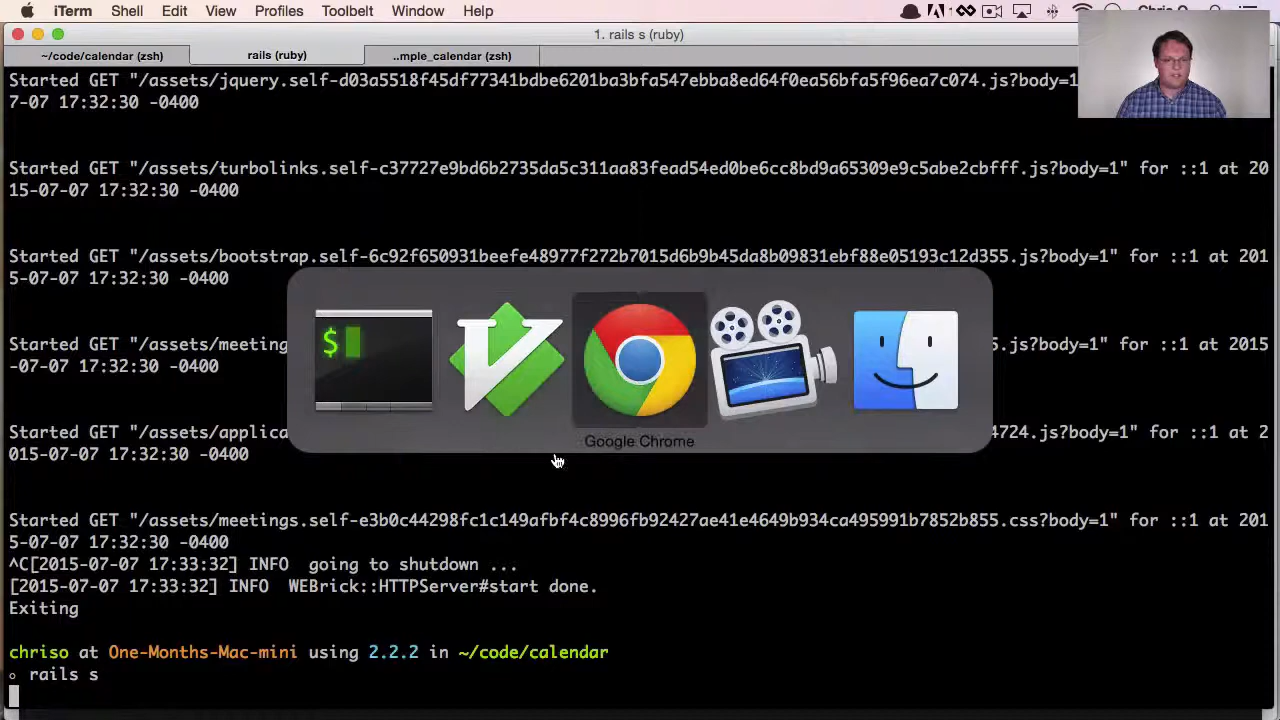 iTerm Shell Edit View Profiles Toolbelt Window Help
1. rails s (ruby)
~/code/calendar (zsh) rails (ruby) ..mple_calendar (zsh)
Started GET "/assets/jquery.self-d03a5518f45df77341bdbe6201ba3bfa547ebba8ed64f0ea56bfa5f96ea7c074.js?body=1
7-07 17:32:30 -0400
Started GET "/assets/turbolinks.self-c37727e9bd6b2735da5c311aa83fead54ed0be6cc8bd9a65309e9c5abe2cbfff.js?body=1" for ::1 at 20
15-07-07 17:32:30 -0400
Started GET "/assets/bootstrap.self-6c92f650931beefe48977f272b7015d6b9b45da8b09831ebf88e05193c12d355.js?body=1" for ::1 at 201
5-07-07 17:32:30 -0400
Started GET "/assets/meeting 5.js?body=1" for ::1 at 2015
-07-07 17:32:30 -0400
Started GET "/assets/applica 4724.js?body=1" for ::1 at 2
015-07-07 17:32:30 -0400
$
Google Chrome
Started GET "/assets/meetings.self-e3b0c44298fc1c149afbf4c8996fb92427ae41e4649b934ca495991b7852b855.css?body=1" for ::1 at 201
5-07-07 17:32:30 -0400
^C[2015-07-07 17:33:32] INFO going to shutdown ...
[2015-07-07 17:33:32] INFO WEBrick::HTTPServer#start done.
Exiting
chriso at One-Months-Mac-mini using 2.2.2 in ~/code/calendar
○ rails s